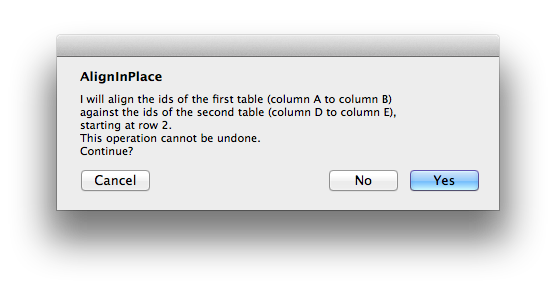 AlignInPlace
I will align the ids of the first table (column A to column B)
against the ids of the second table (column D to column E),
starting at row 2.
This operation cannot be undone.
Continue?
Cancel No Yes